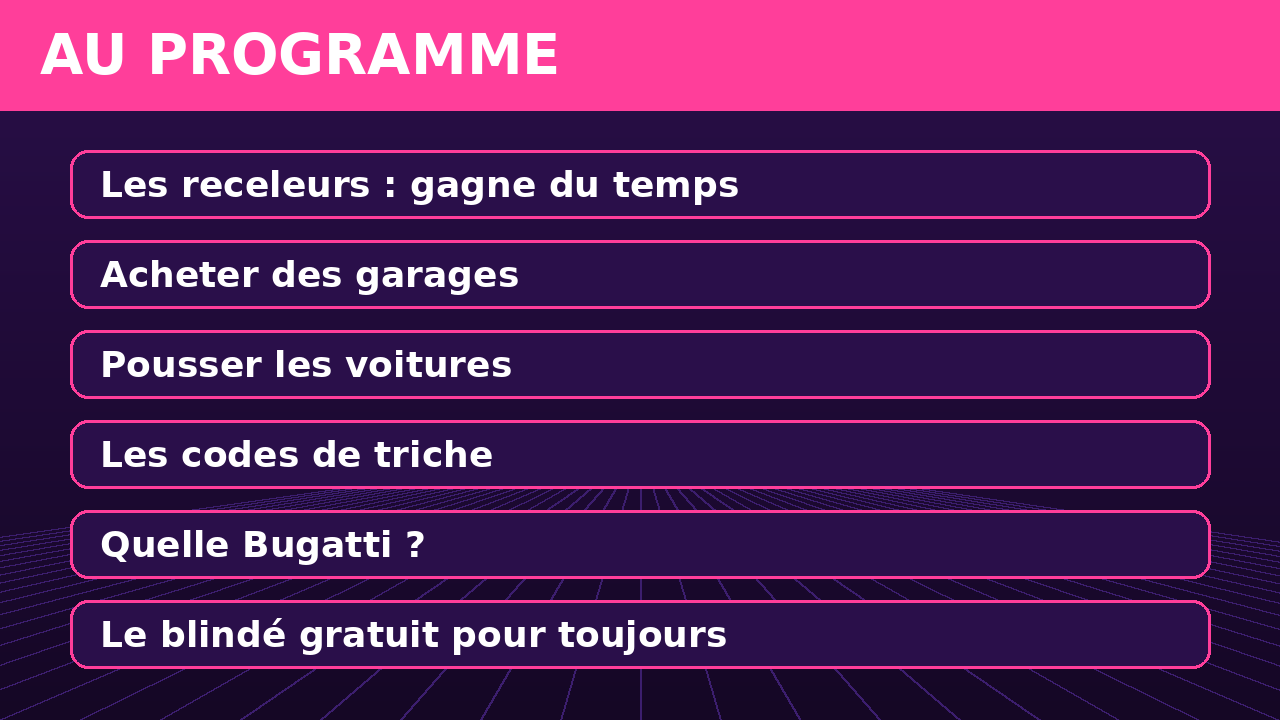 AU PROGRAMME
Les receleurs : gagne du temps
Acheter des garages
Pousser les voitures
Les codes de triche
Quelle Bugatti ?
Le blindé gratuit pour toujours